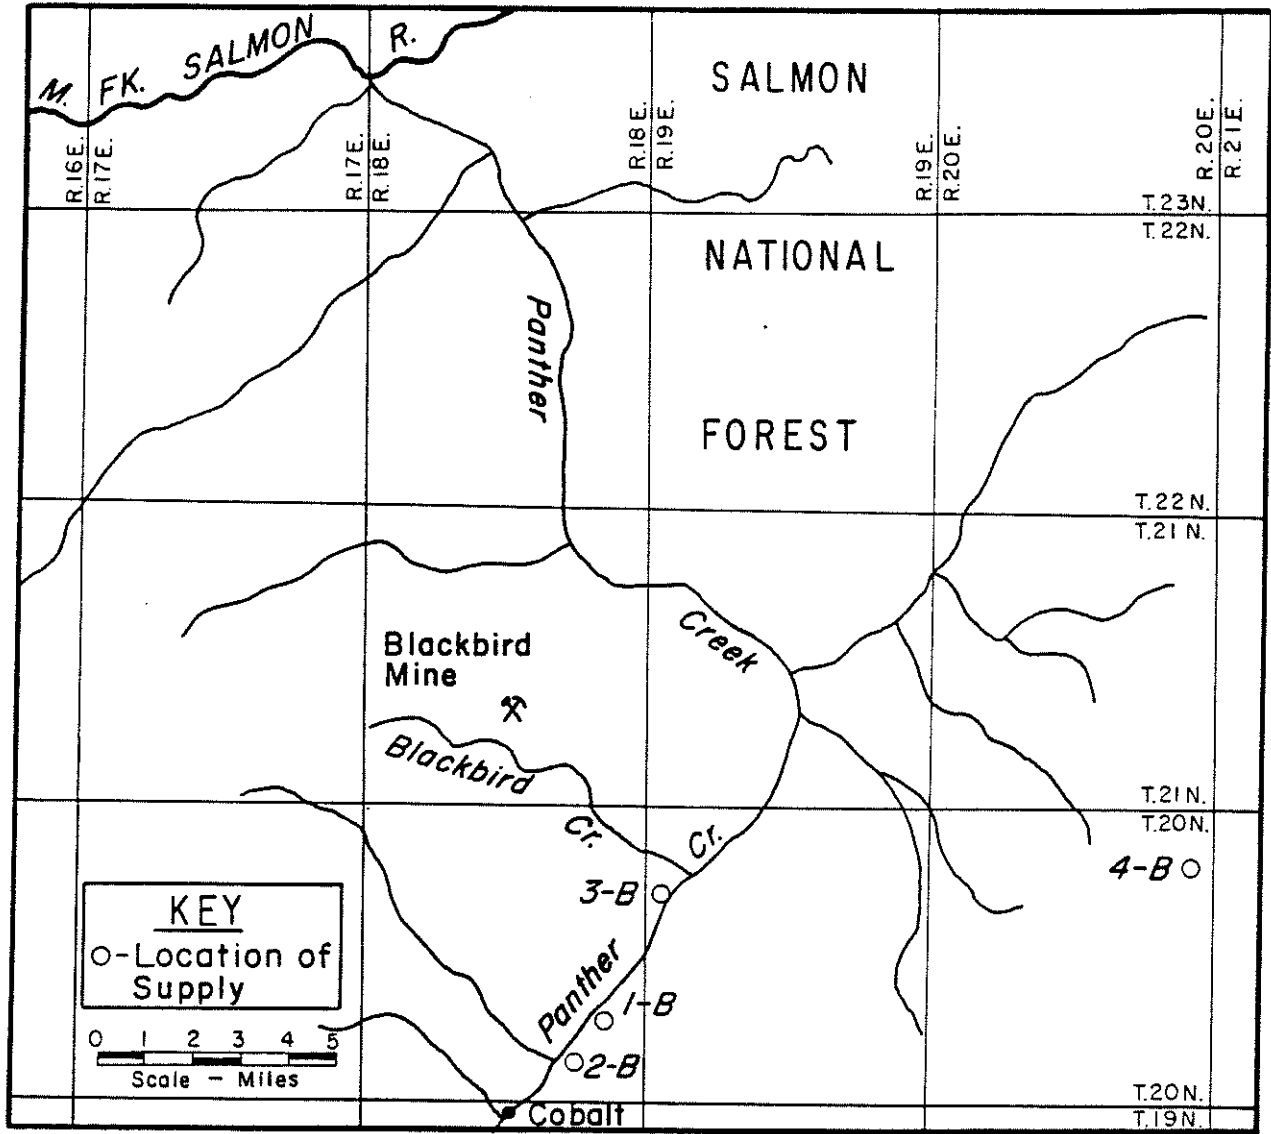 M. FK. SALMON R.
SALMON
R.16E.
R.17E.
R.17E.
R.18E.
R.18E.
R.19E.
R.19E.
R.20E.
R.20E.
R.21E.
T.23N.
T.22N.
NATIONAL
Panther
FOREST
T.22N.
T.21N.
Creek
Blackbird
Mine
Blackbird
Cr.
T.21N.
T.20N.
Cr.
4-B
3-B
KEY
O-Location of
Supply
Panther
1-B
2-B
0 1 2 3 4 5
Scale – Miles
Cobalt
T.20N.
T.19N.